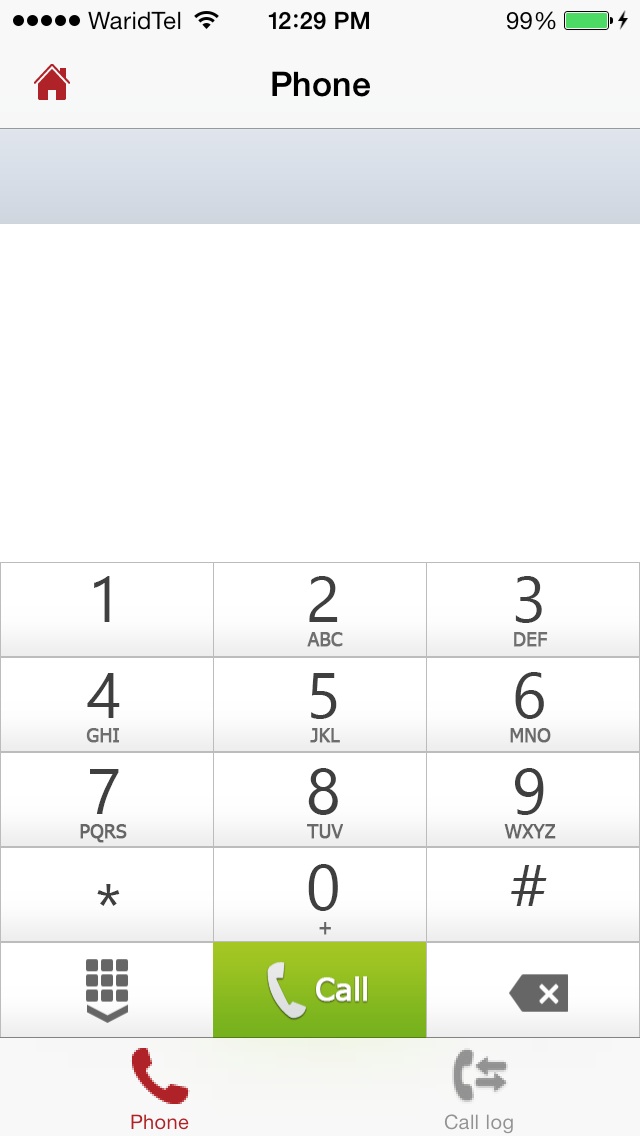 WaridTel 12:29 PM 99%
Phone
1 2 3
ABC DEF
4 5 6
GHI JKL MNO
7 8 9
PQRS TUV WXYZ
* 0 #
+
Call
Phone Call log